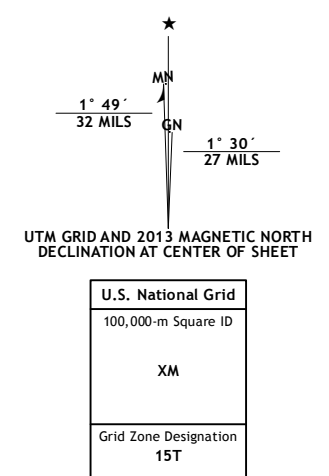 MN
1° 49´
32 MILS
GN
1° 30´
27 MILS
UTM GRID AND 2013 MAGNETIC NORTH
DECLINATION AT CENTER OF SHEET
U.S. National Grid
100,000-m Square ID
XM
Grid Zone Designation
15T